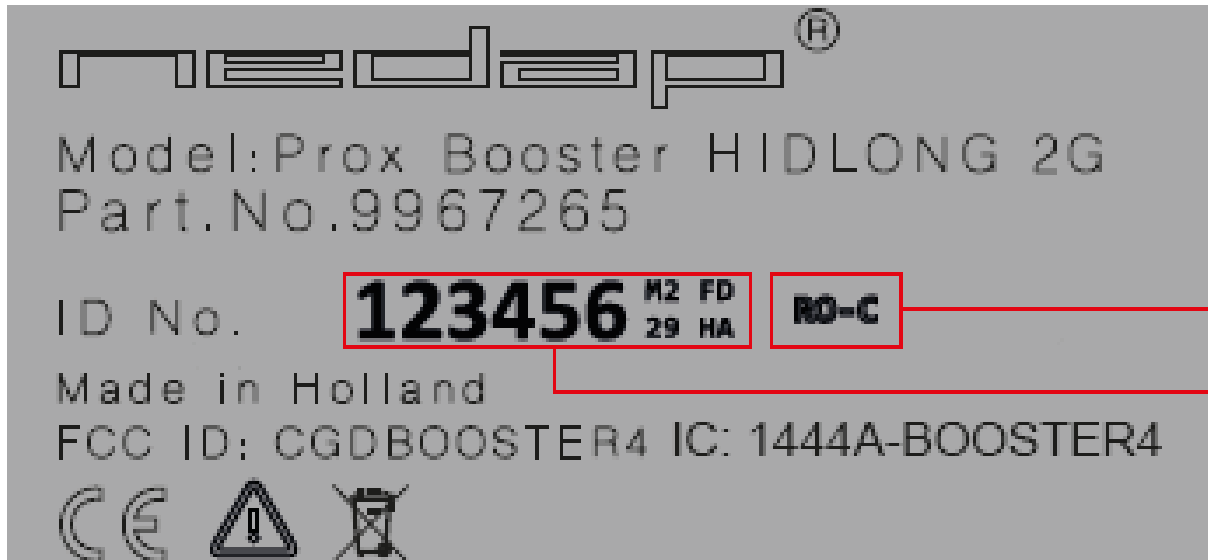 nedap®
Model:Prox Booster HIDLONG 2G
Part.No.9967265
ID No. 123456 M2 FD RO-C
29 HA
Made in Holland
FCC ID: CGDBOOSTER4 IC: 1444A-BOOSTER4
CE